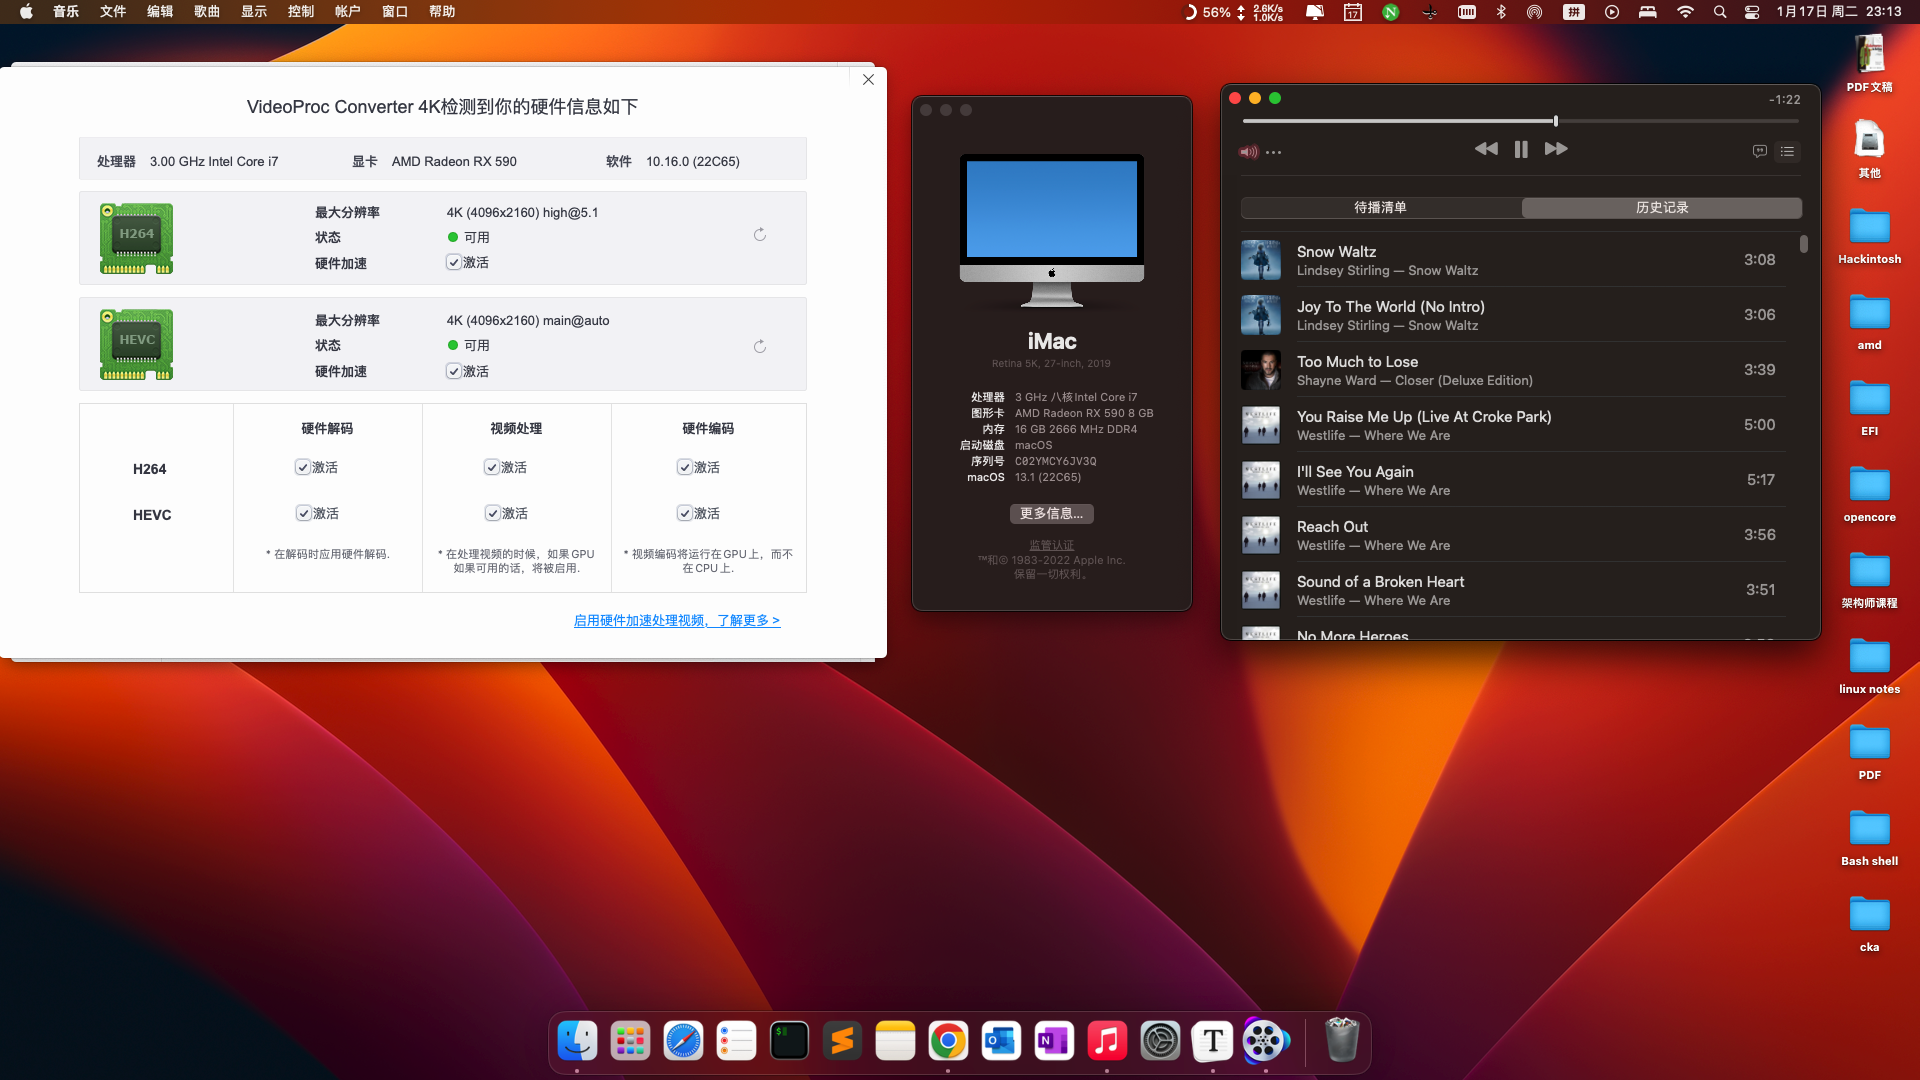 音乐 文件 编辑 歌曲 显示 控制 帐户 窗口 帮助
56% 2.6K/s 1.0K/s 17 N 拼 1月17日 周二 23:13
VideoProc Converter 4K检测到你的硬件信息如下
处理器 3.00 GHz Intel Core i7 显卡 AMD Radeon RX 590 软件 10.16.0 (22C65)
H264
最大分辨率 4K (4096x2160) high@5.1
状态 可用
硬件加速 激活
HEVC
最大分辨率 4K (4096x2160) main@auto
状态 可用
硬件加速 激活
硬件解码 视频处理 硬件编码
H264 激活 激活 激活
HEVC 激活 激活 激活
* 在解码时应用硬件解码.
* 在处理视频的时候，如果GPU
如果可用的话，将被启用.
* 视频编码将运行在GPU上，而不
在CPU上.
启用硬件加速处理视频，了解更多 >
iMac
Retina 5K, 27-inch, 2019
处理器 3 GHz 八核Intel Core i7
图形卡 AMD Radeon RX 590 8 GB
内存 16 GB 2666 MHz DDR4
启动磁盘 macOS
序列号 C02YMCY6JV3Q
macOS 13.1 (22C65)
更多信息...
监管认证
™和© 1983-2022 Apple Inc.
保留一切权利。
-1:22
待播清单 历史记录
Snow Waltz
Lindsey Stirling — Snow Waltz
3:08
Joy To The World (No Intro)
Lindsey Stirling — Snow Waltz
3:06
Too Much to Lose
Shayne Ward — Closer (Deluxe Edition)
3:39
You Raise Me Up (Live At Croke Park)
Westlife — Where We Are
5:00
I'll See You Again
Westlife — Where We Are
5:17
Reach Out
Westlife — Where We Are
3:56
Sound of a Broken Heart
Westlife — Where We Are
3:51
No More Heroes
PDF文稿
其他
Hackintosh
amd
EFI
opencore
架构师课程
linux notes
PDF
Bash shell
cka